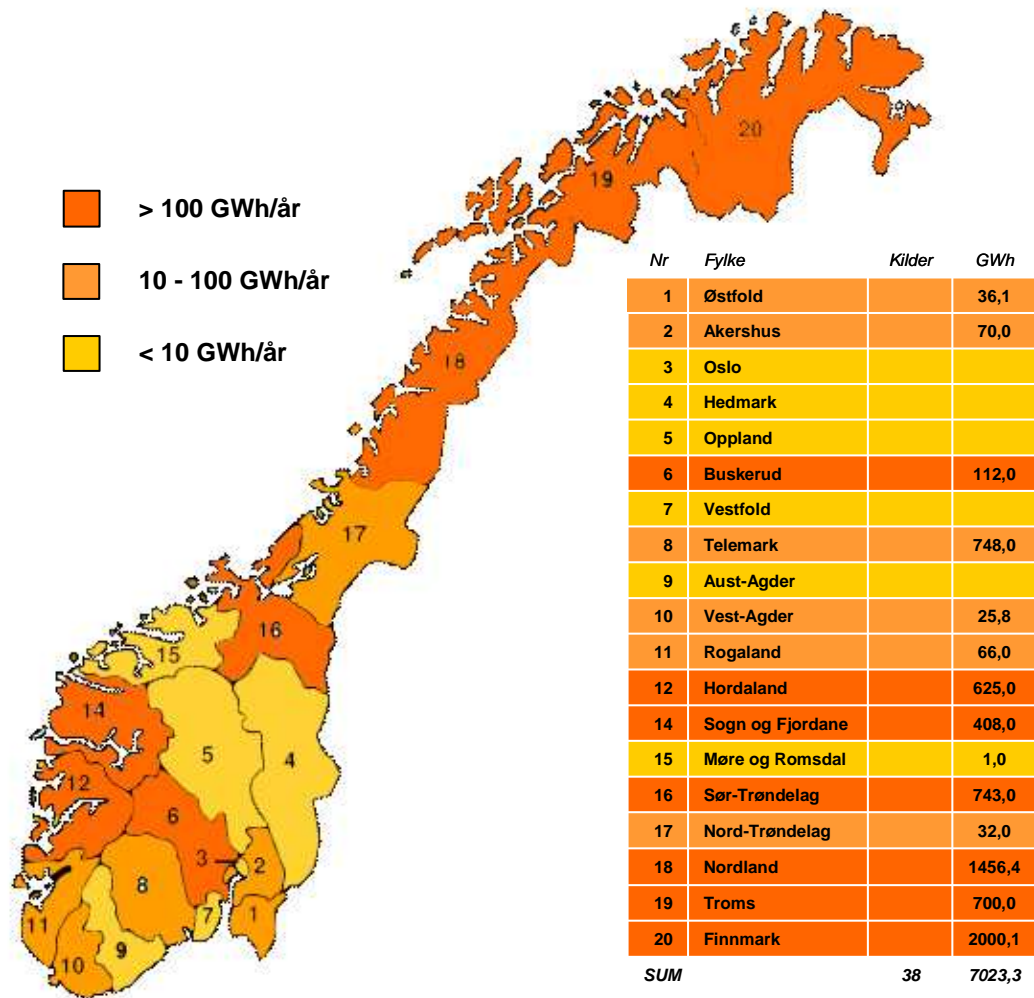 > 100 GWh/år
10 - 100 GWh/år
< 10 GWh/år
20
19
18
17
16
15
14
5
4
12
6
3
2
8
11
7
1
9
10
Nr Fylke Kilder GWh
1 Østfold 36,1
2 Akershus 70,0
3 Oslo
4 Hedmark
5 Oppland
6 Buskerud 112,0
7 Vestfold
8 Telemark 748,0
9 Aust-Agder
10 Vest-Agder 25,8
11 Rogaland 66,0
12 Hordaland 625,0
14 Sogn og Fjordane 408,0
15 Møre og Romsdal 1,0
16 Sør-Trøndelag 743,0
17 Nord-Trøndelag 32,0
18 Nordland 1456,4
19 Troms 700,0
20 Finnmark 2000,1
SUM 38 7023,3